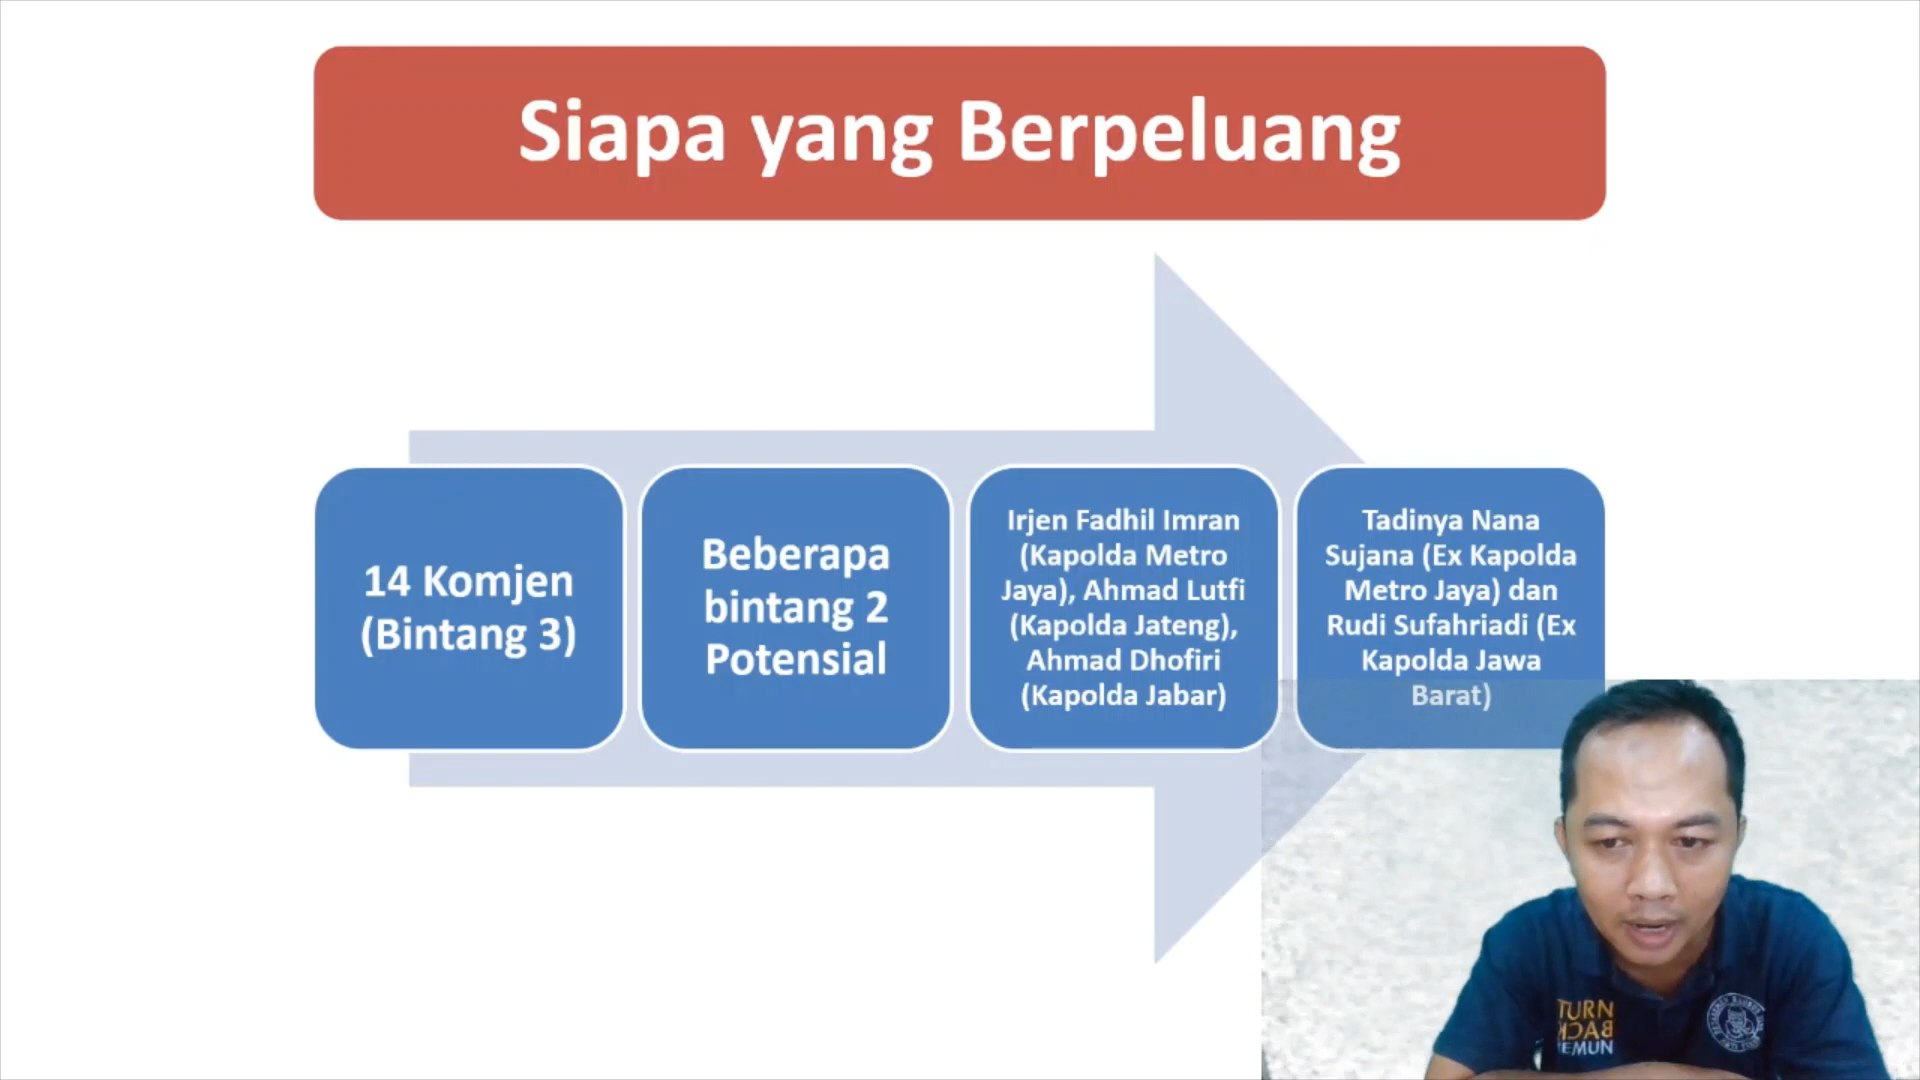 Siapa yang Berpeluang
14 Komjen
(Bintang 3)
Beberapa
bintang 2
Potensial
Irjen Fadhil Imran
(Kapolda Metro
Jaya), Ahmad Lutfi
(Kapolda Jateng),
Ahmad Dhofiri
(Kapolda Jabar)
Tadinya Nana
Sujana (Ex Kapolda
Metro Jaya) dan
Rudi Sufahriadi (Ex
Kapolda Jawa
Barat)
TURN
BACK